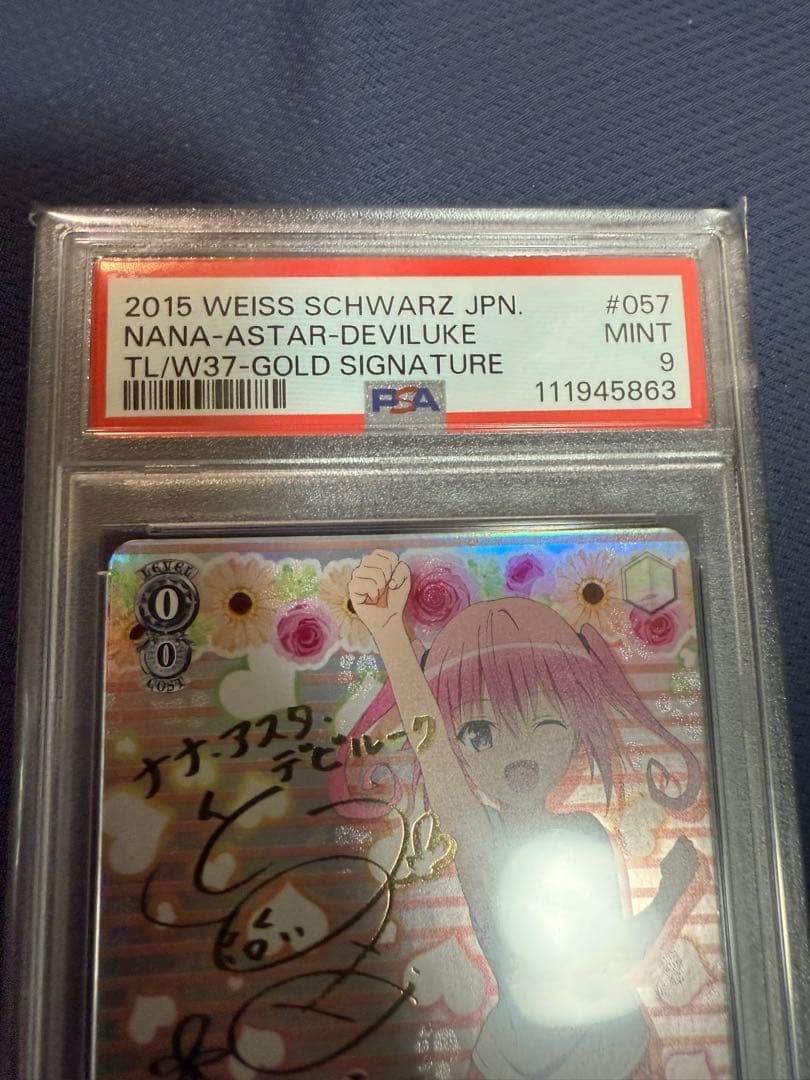 2015 WEISS SCHWARZ JPN. #057
NANA-ASTAR-DEVILUKE MINT
TL/W37-GOLD SIGNATURE 9
PSA 111945863
LEVEL
0
0
COST
ナナ・アスタ・
デビルーク